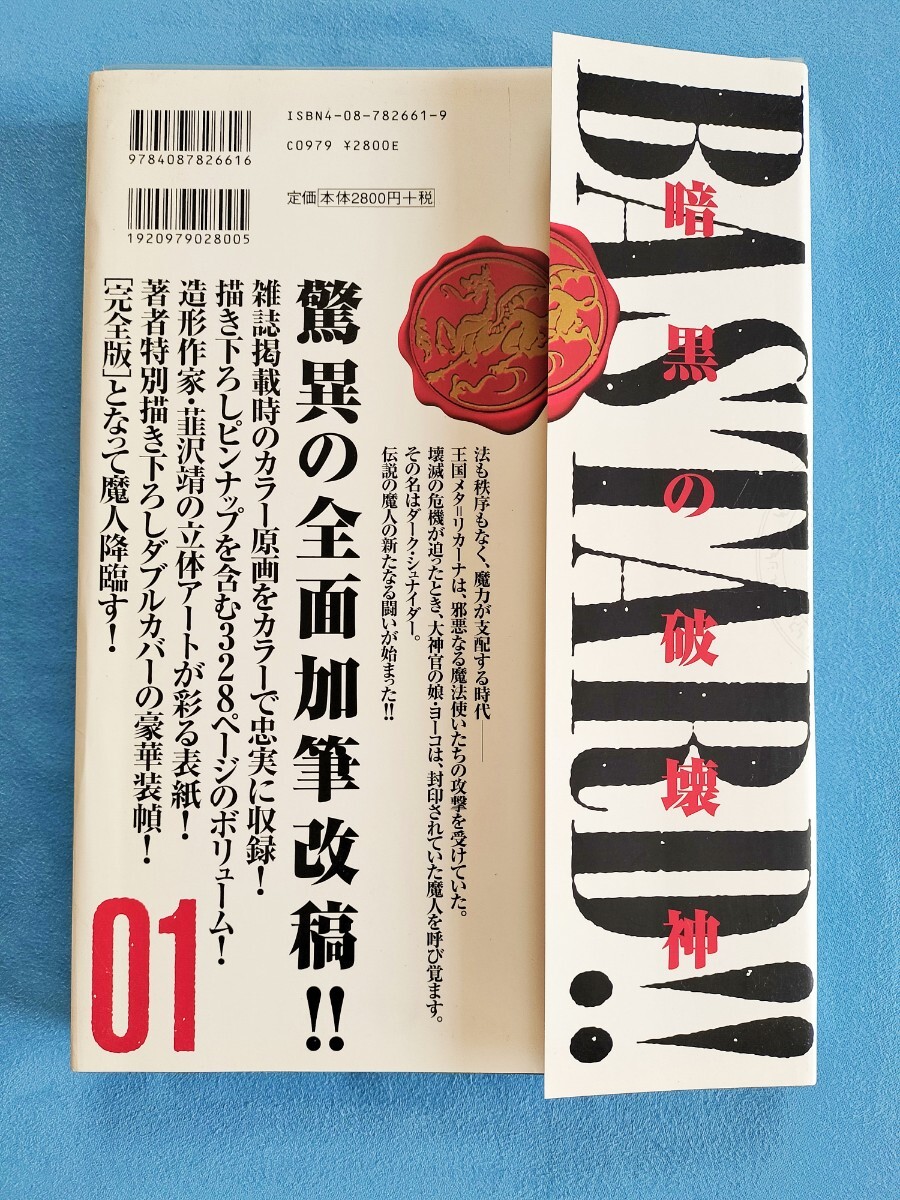 ISBN4-08-782661-9
C0979 ¥2800E
9784087826616
定価 本体2800円+税
1920979028005
BASTARD!!
暗黒の破壊神
法も秩序もなく、魔力が支配する時代――
王国メタ=リカーナは、邪悪なる魔法使いたちの攻撃を受けていた。
壊滅の危機が迫ったとき、大神官の娘・ヨーコは、封印されていた魔人を呼び覚ます。
その名はダーク・シュナイダー。
伝説の魔人の新たなる闘いが始まった!!
驚異の全面加筆改稿!!
雑誌掲載時のカラー原画をカラーで忠実に収録！
描き下ろしピンナップを含む328ページのボリューム！
造形作家・韮沢靖の立体アートが彩る表紙！
著者特別描き下ろしダブルカバーの豪華装幀！
［完全版］となって魔人降臨す！
01